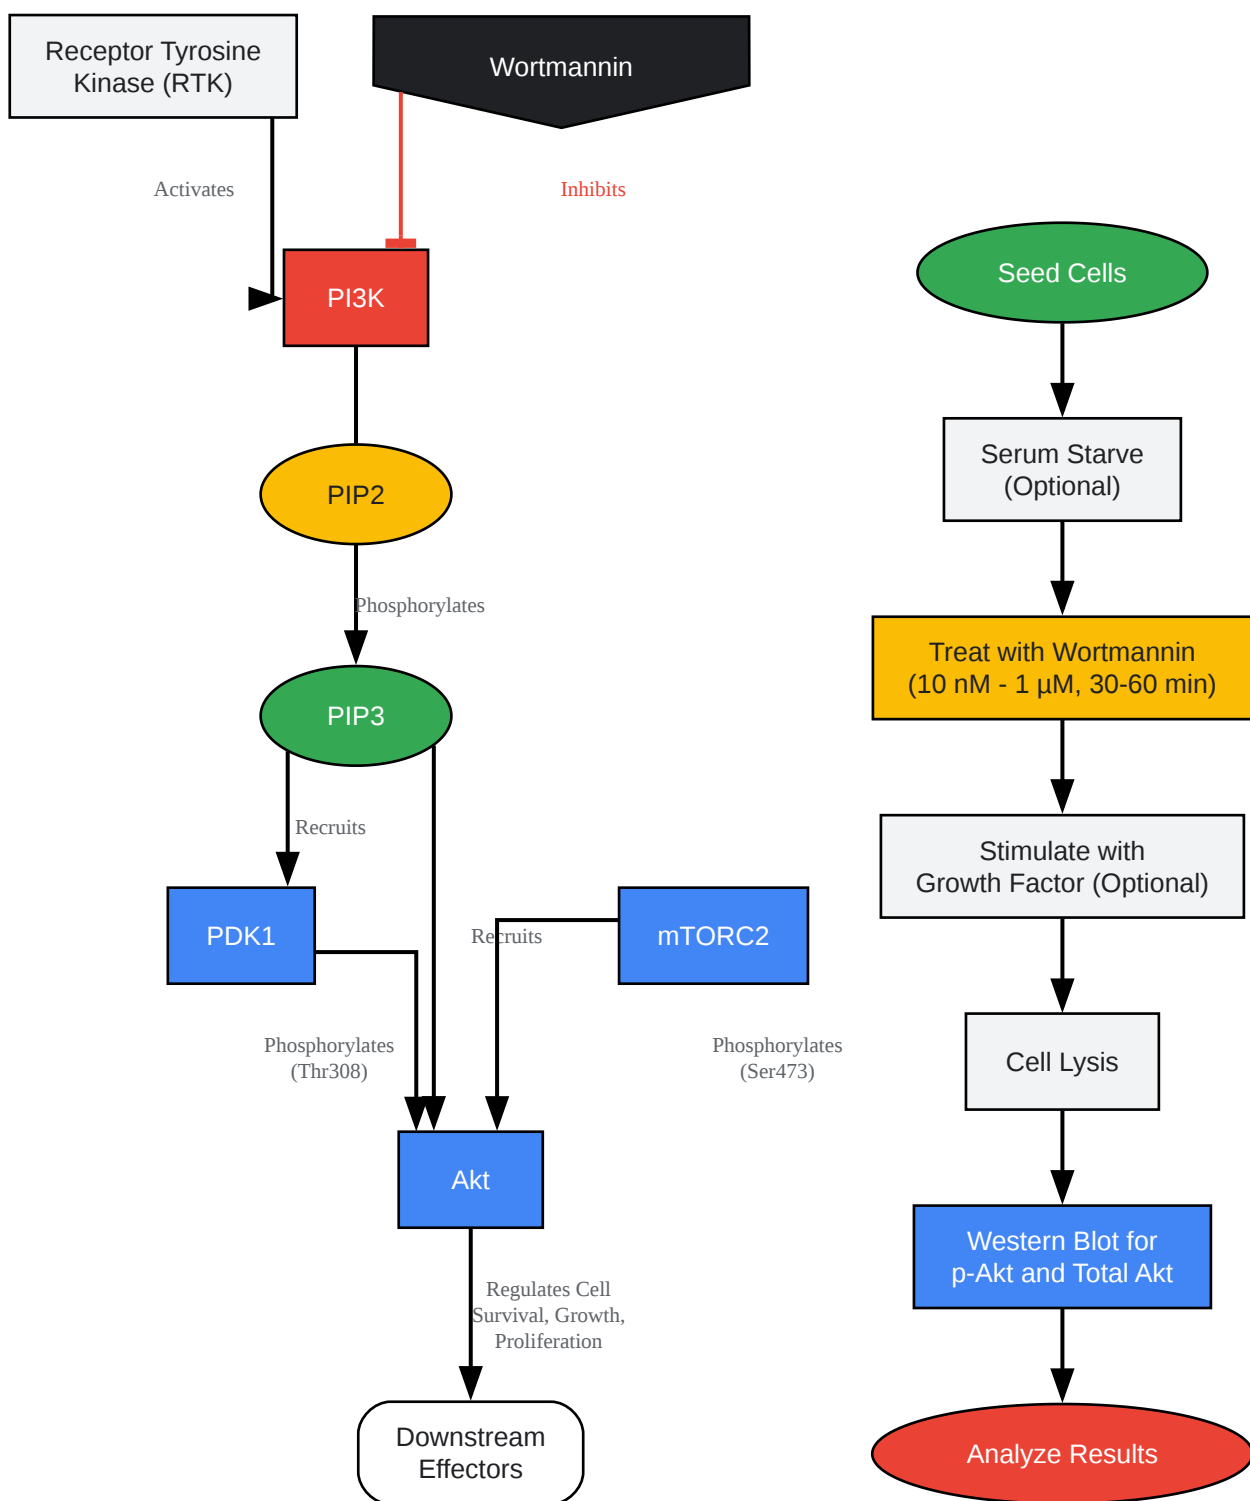 Receptor Tyrosine
Kinase (RTK)
Wortmannin
Activates
Inhibits
PI3K
PIP2
Phosphorylates
PIP3
Recruits
PDK1
Recruits
mTORC2
Phosphorylates
(Thr308)
Phosphorylates
(Ser473)
Akt
Regulates Cell
Survival, Growth,
Proliferation
Downstream
Effectors
Seed Cells
Serum Starve
(Optional)
Treat with Wortmannin
(10 nM - 1 µM, 30-60 min)
Stimulate with
Growth Factor (Optional)
Cell Lysis
Western Blot for
p-Akt and Total Akt
Analyze Results